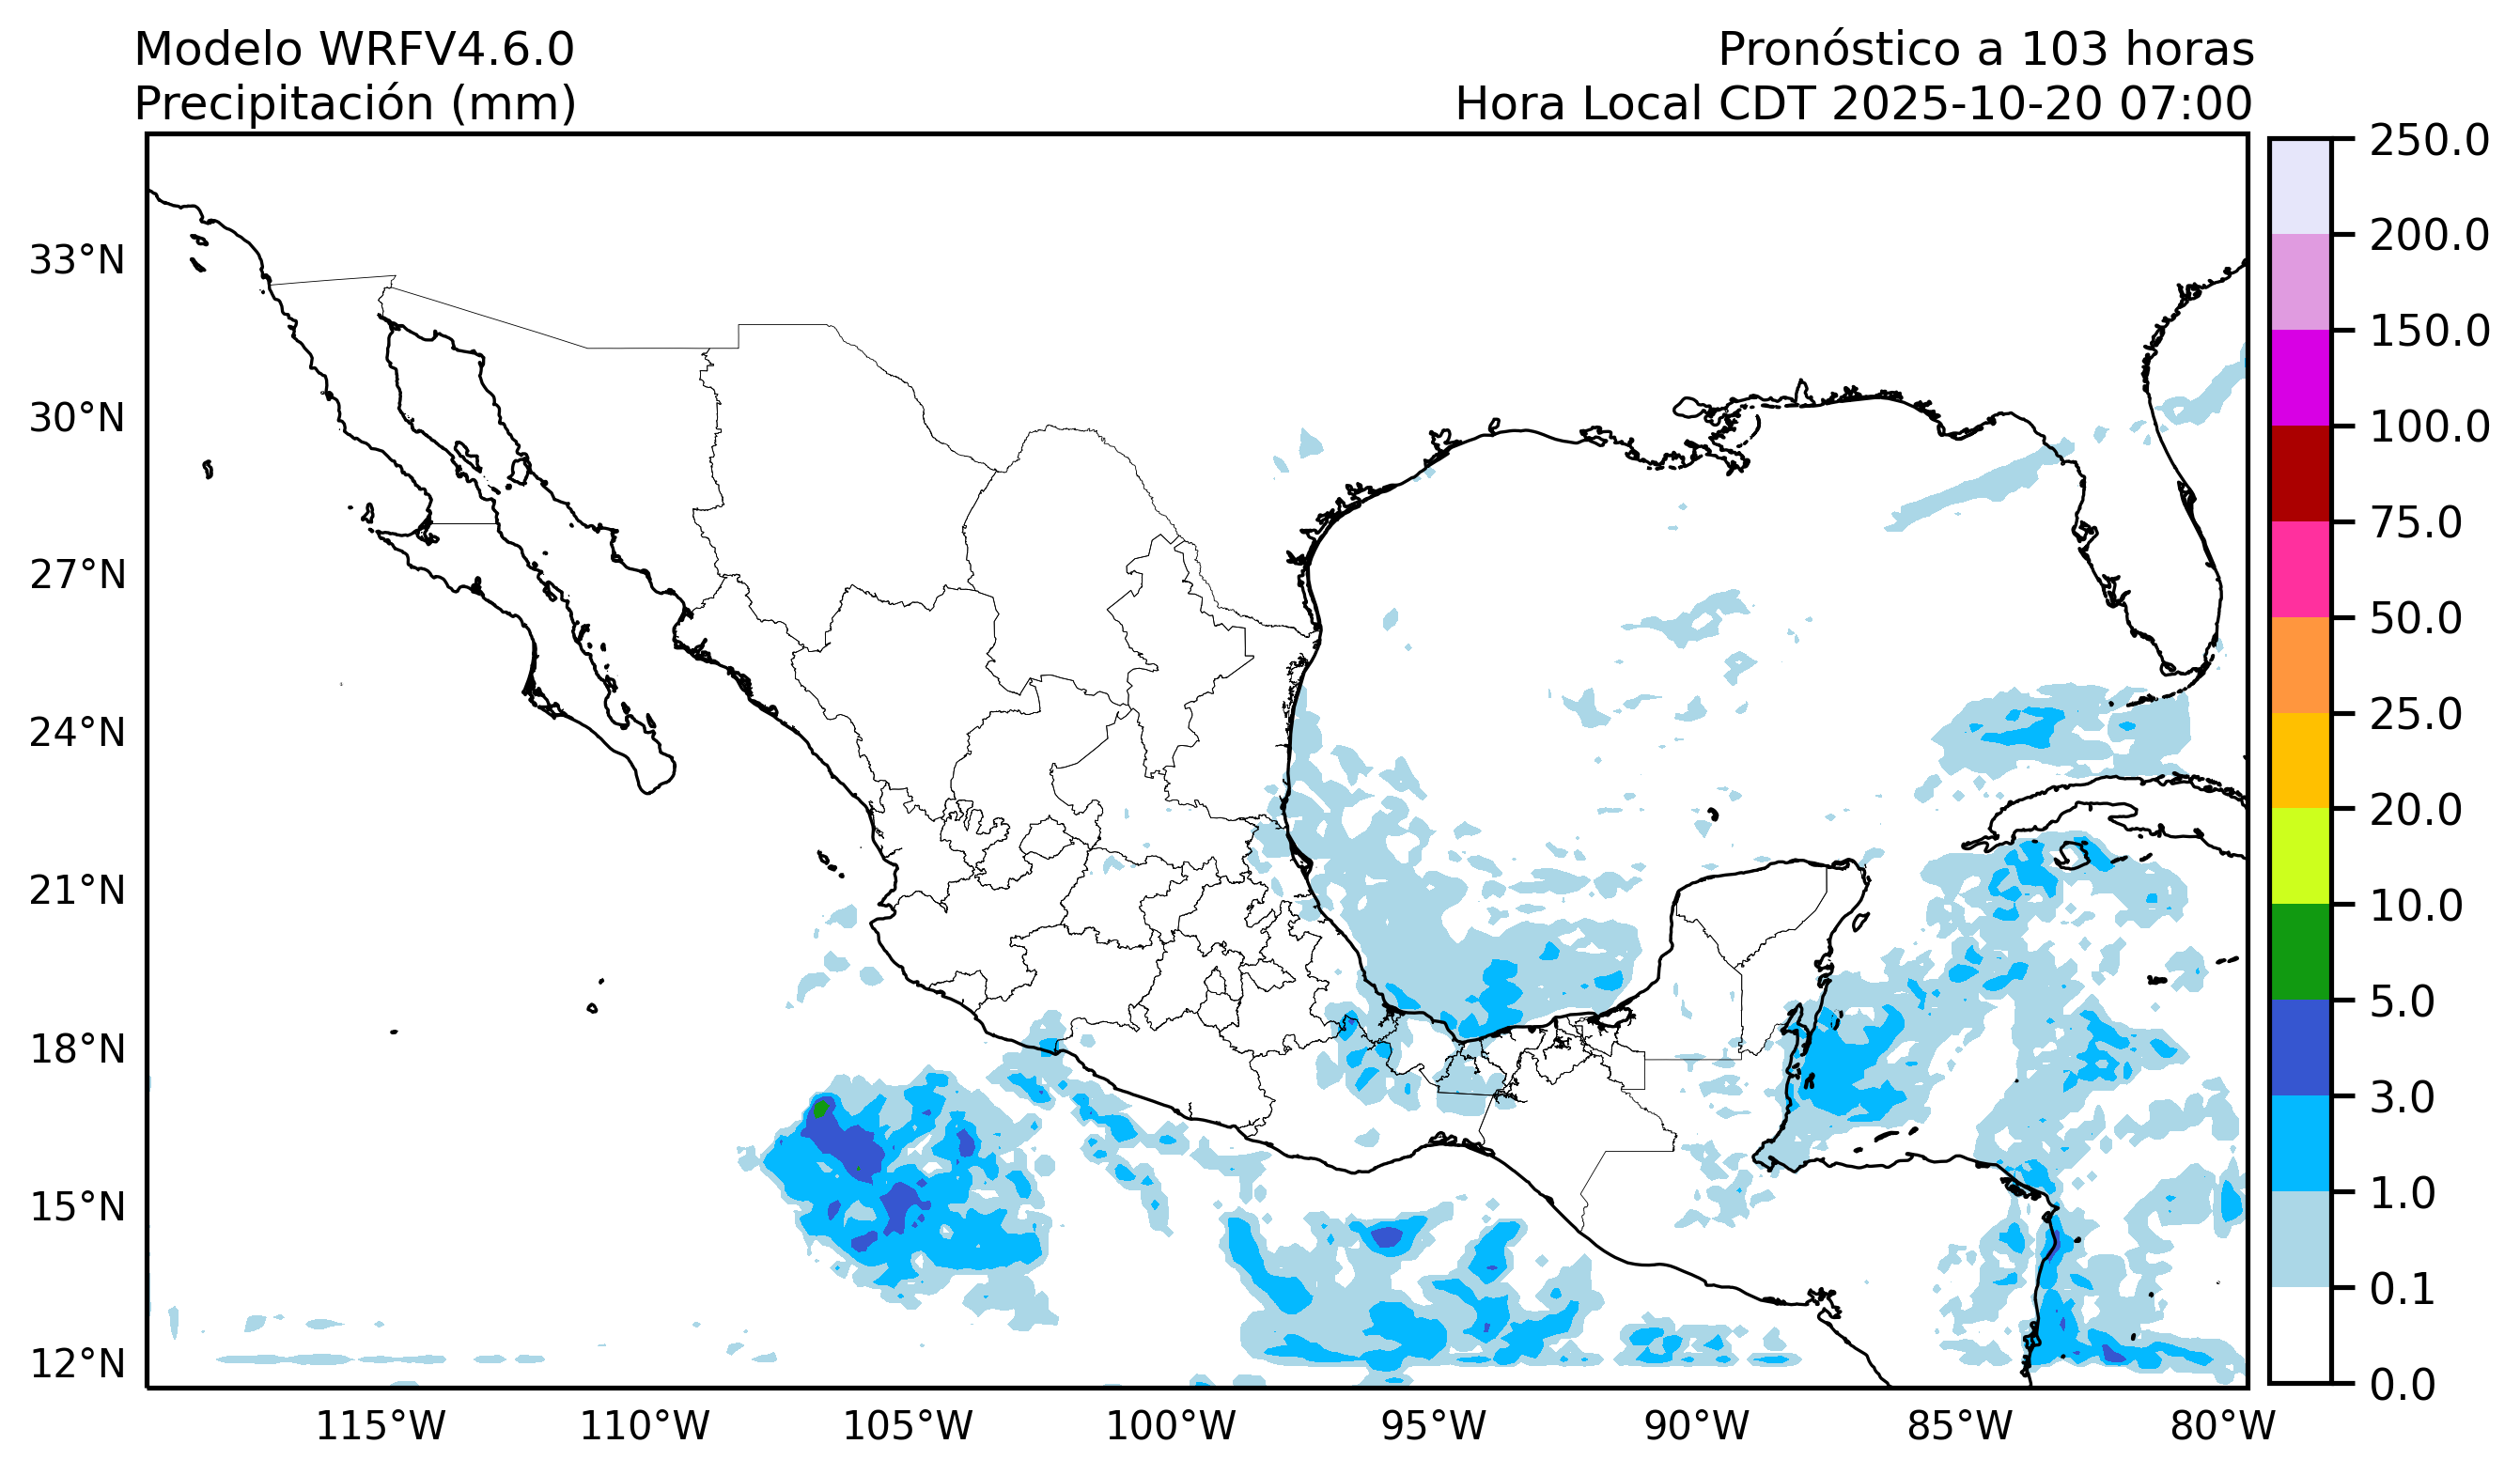 Modelo WRFV4.6.0
Precipitación (mm)
Pronóstico a 103 horas
Hora Local CDT 2025-10-20 07:00
33°N
30°N
27°N
24°N
21°N
18°N
15°N
12°N
115°W
110°W
105°W
100°W
95°W
90°W
85°W
80°W
250.0
200.0
150.0
100.0
75.0
50.0
25.0
20.0
10.0
5.0
3.0
1.0
0.1
0.0